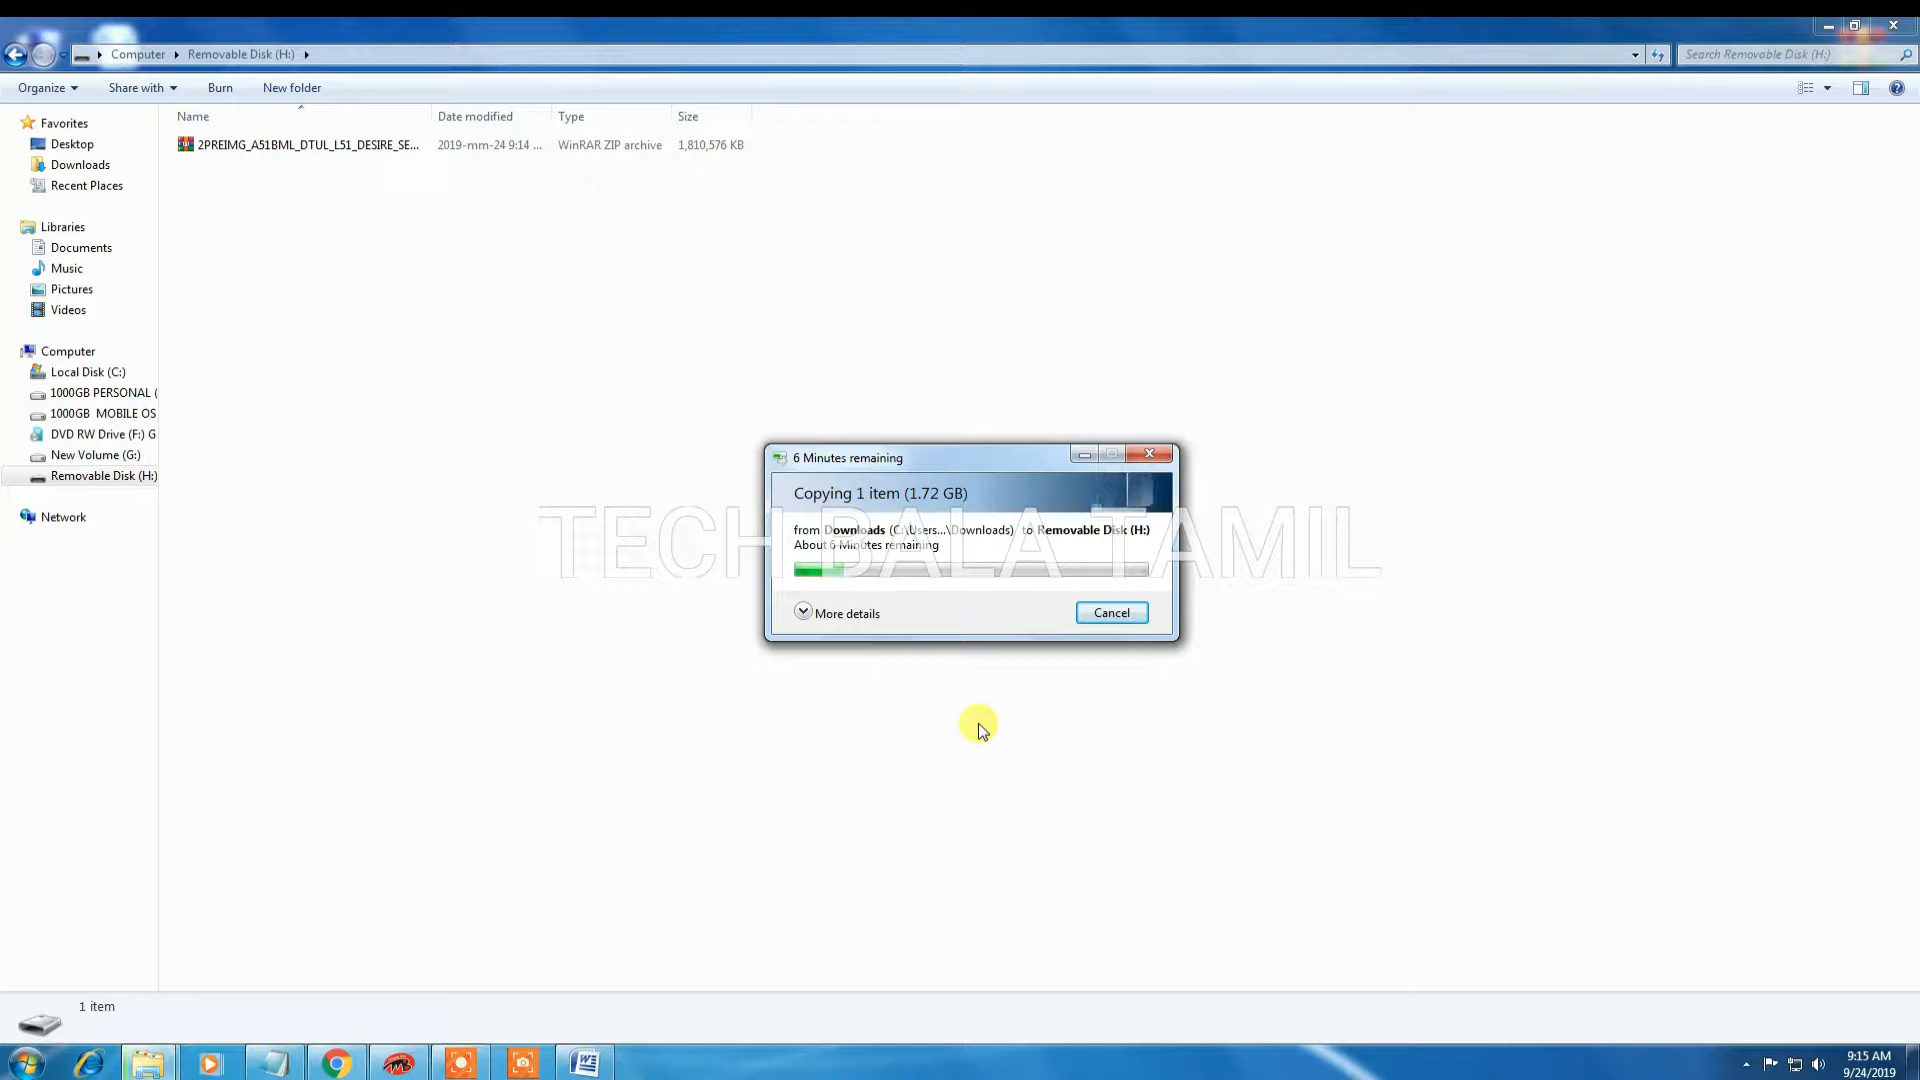 Computer
Removable Disk (H:)
Search Removable Disk (H:)
Organize
Share with
Burn
New folder
Name
Date modified
Type
Size
2PREIMG_A51BML_DTUL_L51_DESIRE_SE...
2019-mm-24 9:14 ...
WinRAR ZIP archive
1,810,576 KB
Favorites
Desktop
Downloads
Recent Places
Libraries
Documents
Music
Pictures
Videos
Computer
Local Disk (C:)
1000GB PERSONAL (
1000GB MOBILE OS
DVD RW Drive (F:) G
New Volume (G:)
Removable Disk (H:)
Network
6 Minutes remaining
Copying 1 item (1.72 GB)
from Downloads (C:\Users...\Downloads) to Removable Disk (H:)
About 6 Minutes remaining
TECH BALA TAMIL
More details
Cancel
1 item
9:15 AM
9/24/2019